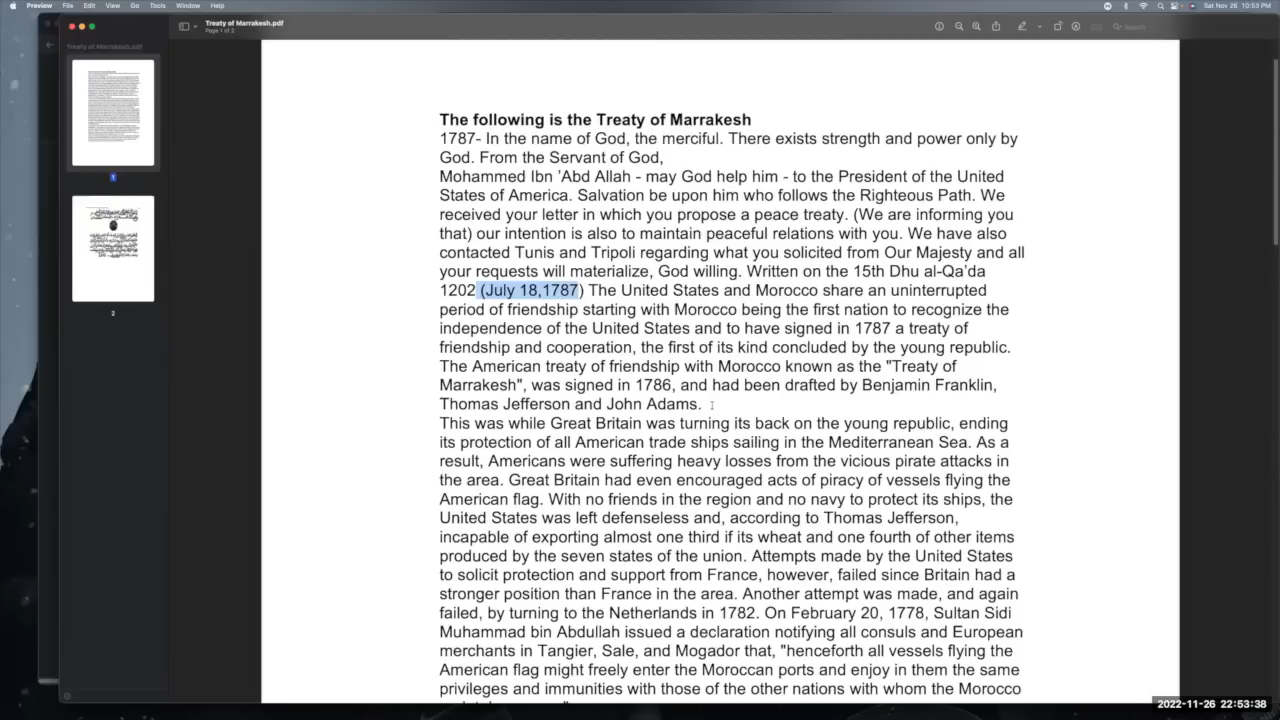 Preview File Edit View Go Tools Window Help
Sat Nov 26 10:53 PM
Treaty of Marrakesh.pdf
Page 1 of 2
Search
Treaty of Marrakesh.pdf
1
2
The following is the Treaty of Marrakesh
1787- In the name of God, the merciful. There exists strength and power only by
God. From the Servant of God,
Mohammed Ibn 'Abd Allah - may God help him - to the President of the United
States of America. Salvation be upon him who follows the Righteous Path. We
received your letter in which you propose a peace treaty. (We are informing you
that) our intention is also to maintain peaceful relations with you. We have also
contacted Tunis and Tripoli regarding what you solicited from Our Majesty and all
your requests will materialize, God willing. Written on the 15th Dhu al-Qa'da
1202 (July 18,1787) The United States and Morocco share an uninterrupted
period of friendship starting with Morocco being the first nation to recognize the
independence of the United States and to have signed in 1787 a treaty of
friendship and cooperation, the first of its kind concluded by the young republic.
The American treaty of friendship with Morocco known as the "Treaty of
Marrakesh", was signed in 1786, and had been drafted by Benjamin Franklin,
Thomas Jefferson and John Adams.
This was while Great Britain was turning its back on the young republic, ending
its protection of all American trade ships sailing in the Mediterranean Sea. As a
result, Americans were suffering heavy losses from the vicious pirate attacks in
the area. Great Britain had even encouraged acts of piracy of vessels flying the
American flag. With no friends in the region and no navy to protect its ships, the
United States was left defenseless and, according to Thomas Jefferson,
incapable of exporting almost one third if its wheat and one fourth of other items
produced by the seven states of the union. Attempts made by the United States
to solicit protection and support from France, however, failed since Britain had a
stronger position than France in the area. Another attempt was made, and again
failed, by turning to the Netherlands in 1782. On February 20, 1778, Sultan Sidi
Muhammad bin Abdullah issued a declaration notifying all consuls and European
merchants in Tangier, Sale, and Mogador that, "henceforth all vessels flying the
American flag might freely enter the Moroccan ports and enjoy in them the same
privileges and immunities with those of the other nations with whom the Morocco
2022-11-26 22:53:38